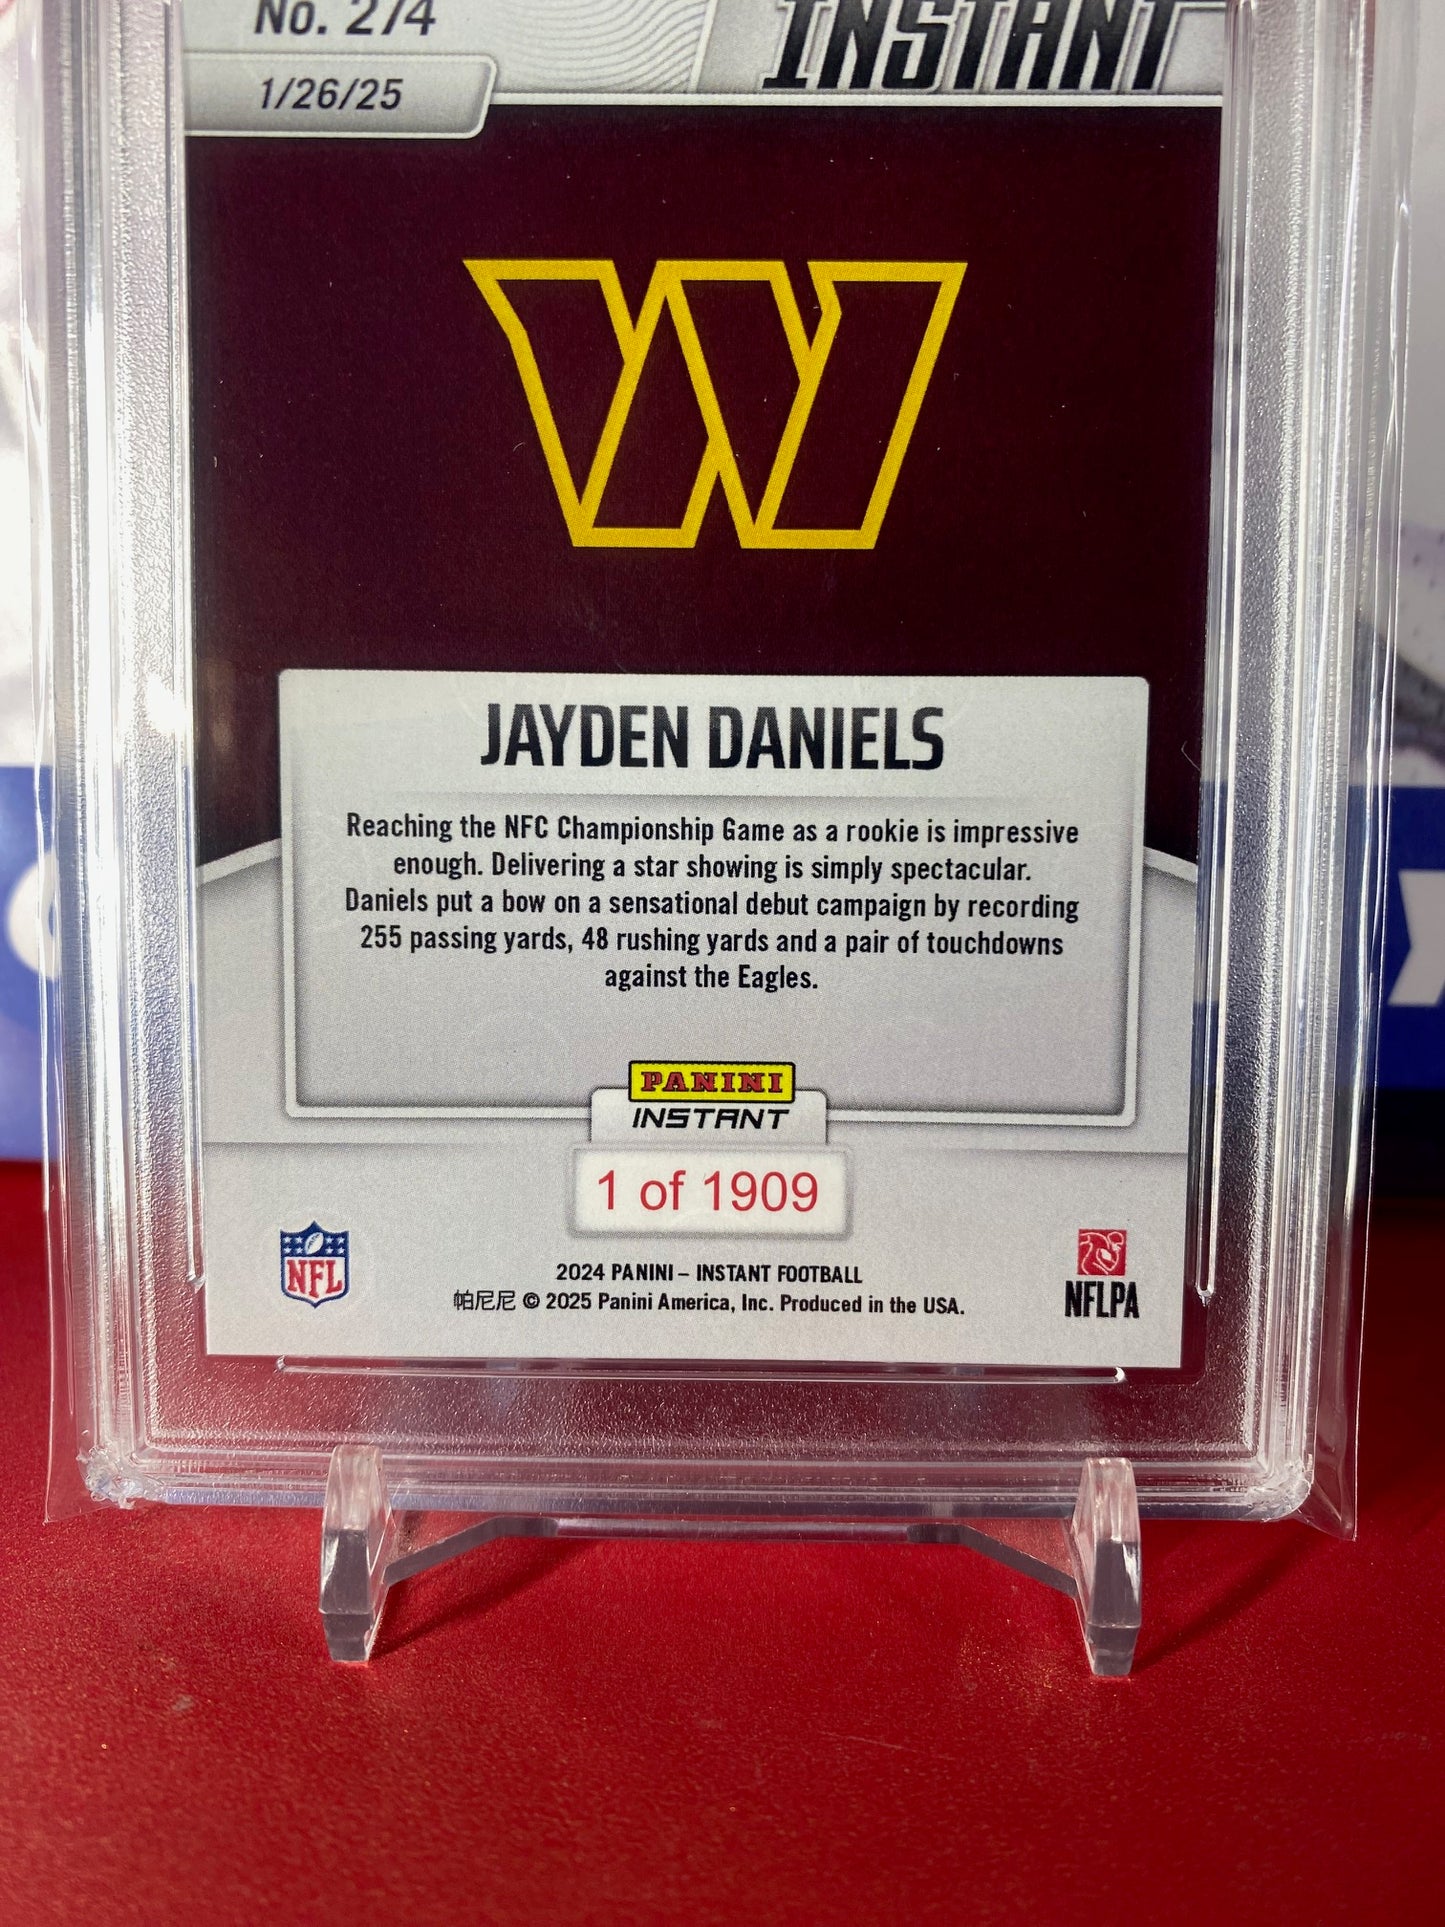 No. 274
INSTANT
1/26/25
JAYDEN DANIELS
Reaching the NFC Championship Game as a rookie is impressive
enough. Delivering a star showing is simply spectacular.
Daniels put a bow on a sensational debut campaign by recording
255 passing yards, 48 rushing yards and a pair of touchdowns
against the Eagles.
PANINI
INSTANT
1 of 1909
NFL
NFLPA
2024 PANINI – INSTANT FOOTBALL
帕尼尼 © 2025 Panini America, Inc. Produced in the USA.